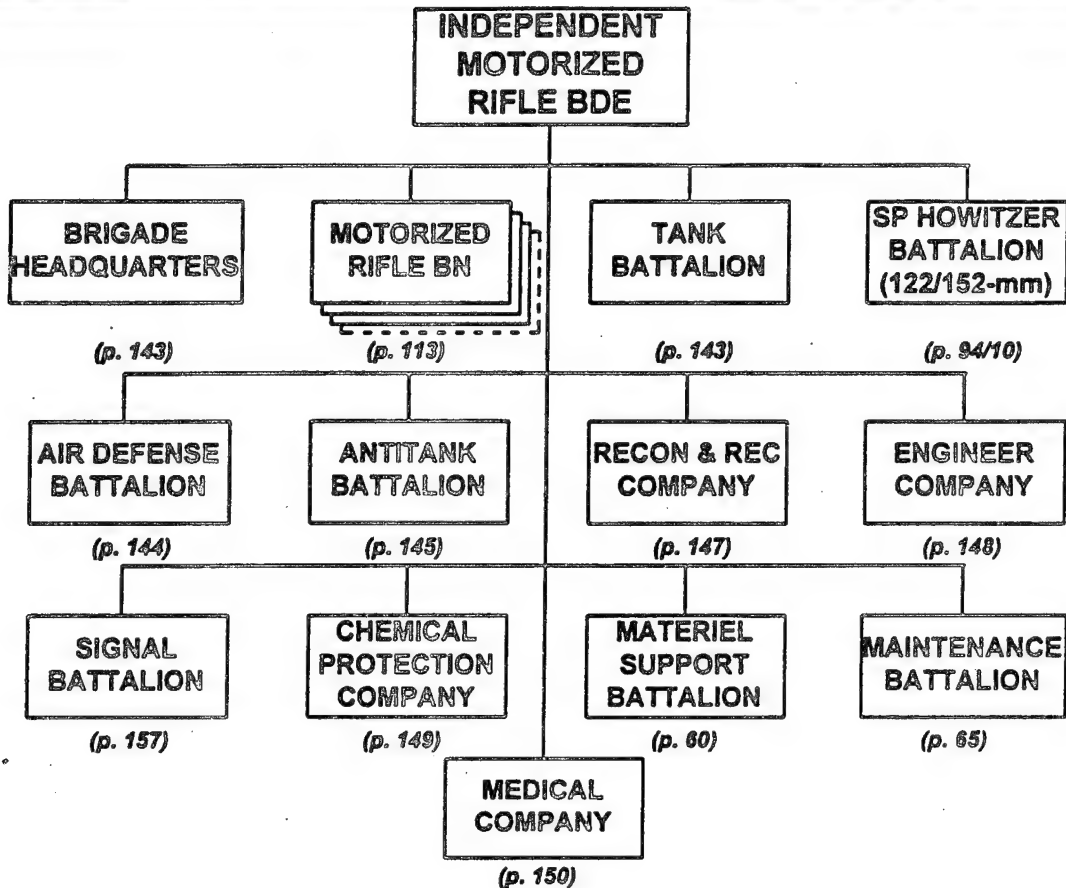 INDEPENDENT
MOTORIZED
RIFLE BDE
BRIGADE
HEADQUARTERS
(p. 143)
MOTORIZED
RIFLE BN
(p. 113)
TANK
BATTALION
(p. 143)
SP HOWITZER
BATTALION
(122/152-mm)
(p. 94/10)
AIR DEFENSE
BATTALION
(p. 144)
ANTITANK
BATTALION
(p. 145)
RECON & REC
COMPANY
(p. 147)
ENGINEER
COMPANY
(p. 148)
SIGNAL
BATTALION
(p. 157)
CHEMICAL
PROTECTION
COMPANY
(p. 149)
MATERIEL
SUPPORT
BATTALION
(p. 60)
MAINTENANCE
BATTALION
(p. 65)
MEDICAL
COMPANY
(p. 150)